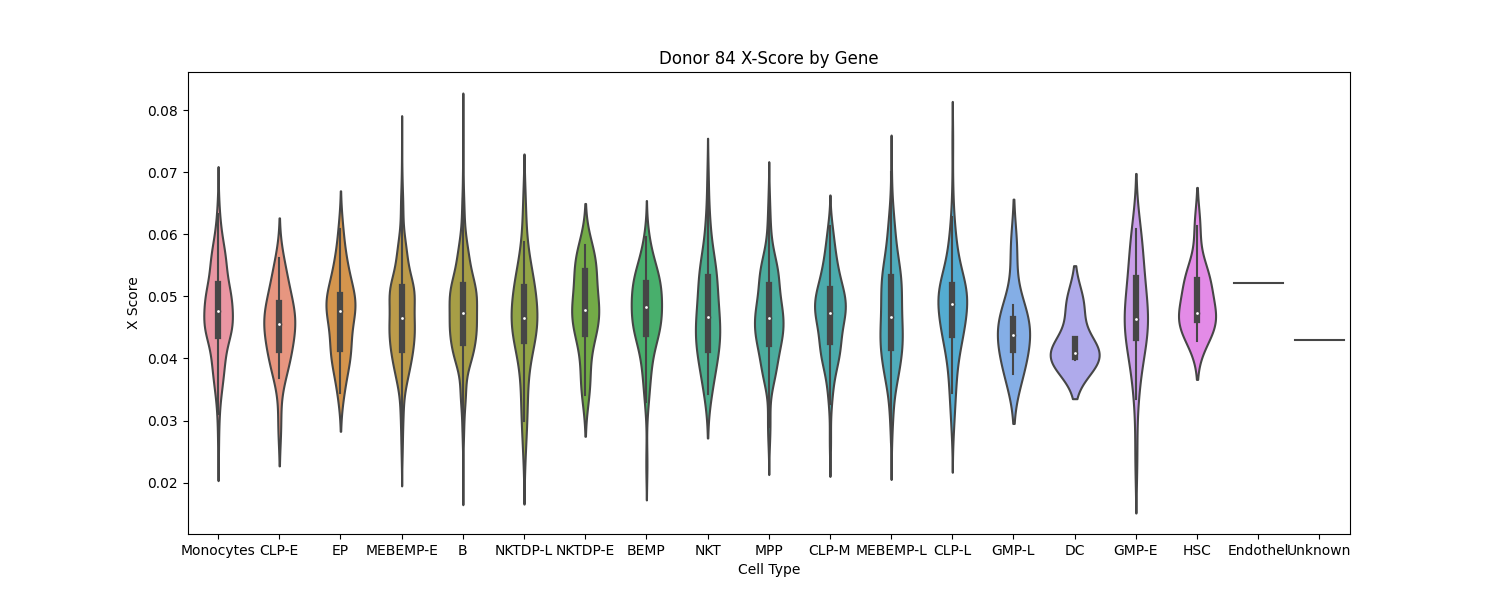 Donor 84 X-Score by Gene
X Score
0.08
0.07
0.06
0.05
0.04
0.03
0.02
Monocytes CLP-E EP MEBEMP-E B NKTDP-L NKTDP-E BEMP NKT MPP CLP-M MEBEMP-L CLP-L GMP-L DC GMP-E HSC Endothel Unknown
Cell Type